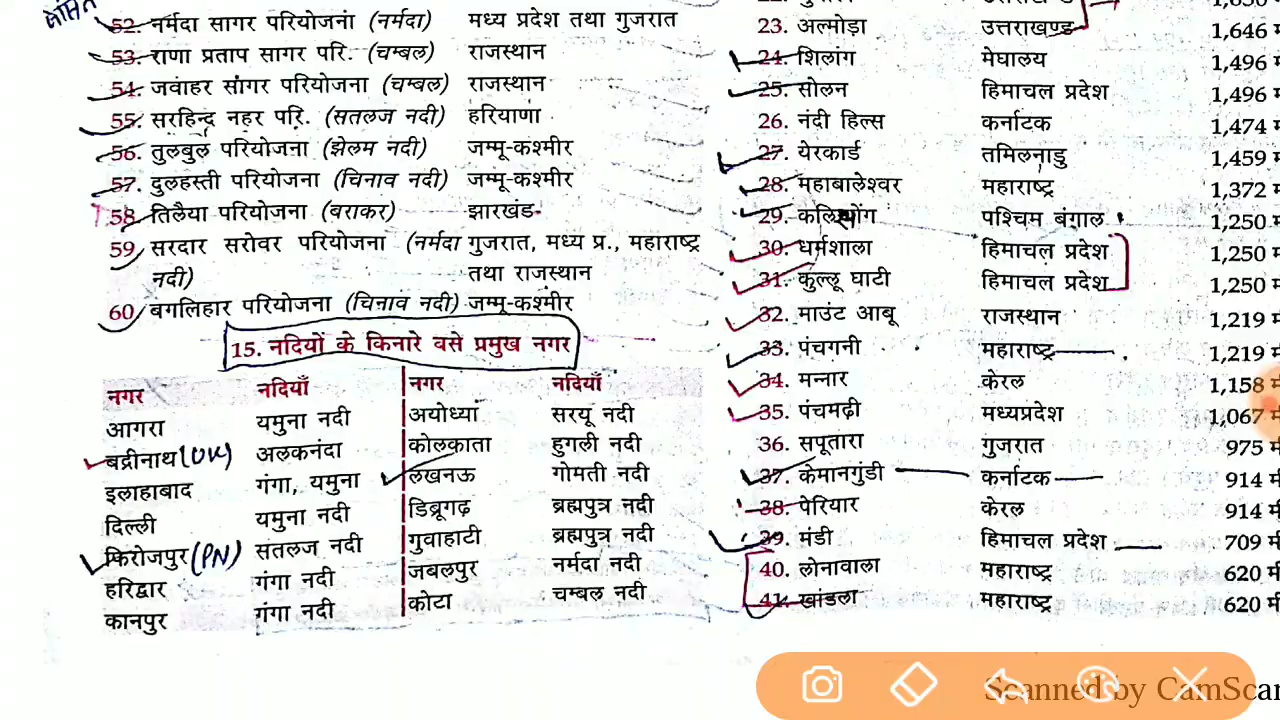 52. नर्मदा सागर परियोजना (नर्मदा) मध्य प्रदेश तथा गुजरात
53. राणा प्रताप सागर परि. (चम्बल) राजस्थान
54. जवाहर सागर परियोजना (चम्बल) राजस्थान
55. सरहिन्द नहर परि. (सतलज नदी) हरियाणा
56. तुलबुल परियोजना (झेलम नदी) जम्मू-कश्मीर
57. दुलहस्ती परियोजना (चिनाव नदी) जम्मू-कश्मीर
58. तिलैया परियोजना (बराकर) झारखंड
59. सरदार सरोवर परियोजना (नर्मदा गुजरात, मध्य प्र., महाराष्ट्र
नदी) तथा राजस्थान
60. बगलिहार परियोजना (चिनाव नदी) जम्मू-कश्मीर
15. नदियों के किनारे वसे प्रमुख नगर
नगर नदियाँ नगर नदियाँ
आगरा यमुना नदी अयोध्या सरयू नदी
बद्रीनाथ (UK) अलकनंदा कोलकाता हुगली नदी
इलाहाबाद गंगा, यमुना लखनऊ गोमती नदी
दिल्ली यमुना नदी डिब्रूगढ़ ब्रह्मपुत्र नदी
फिरोजपुर (PN) सतलज नदी गुवाहाटी ब्रह्मपुत्र नदी
हरिद्वार गंगा नदी जबलपुर नर्मदा नदी
कानपुर गंगा नदी कोटा चम्बल नदी
23. अल्मोड़ा उत्तराखण्ड 1,646 मी
24. शिलांग मेघालय 1,496 मी
25. सोलन हिमाचल प्रदेश 1,496 मी
26. नंदी हिल्स कर्नाटक 1,474 मी
27. येरकार्ड तमिलनाडु 1,459 मी
28. महाबालेश्वर महाराष्ट्र 1,372 मी
29. कलिम्पोंग पश्चिम बंगाल 1,250 मी
30. धर्मशाला हिमाचल प्रदेश 1,250 मी
31. कुल्लू घाटी हिमाचल प्रदेश 1,250 मी
32. माउंट आबू राजस्थान 1,219 मी
33. पंचगनी महाराष्ट्र 1,219 मी
34. मन्नार केरल 1,158 मी
35. पंचमढ़ी मध्यप्रदेश 1,067
36. सपूतारा गुजरात 975 मी
37. केमानगुंडी कर्नाटक 914 मी
38. पेरियार केरल 914 मी
39. मंडी हिमाचल प्रदेश 709 मी
40. लोनावाला महाराष्ट्र 620 मी
41. खांडला महाराष्ट्र 620 मी
Scanned by CamScan